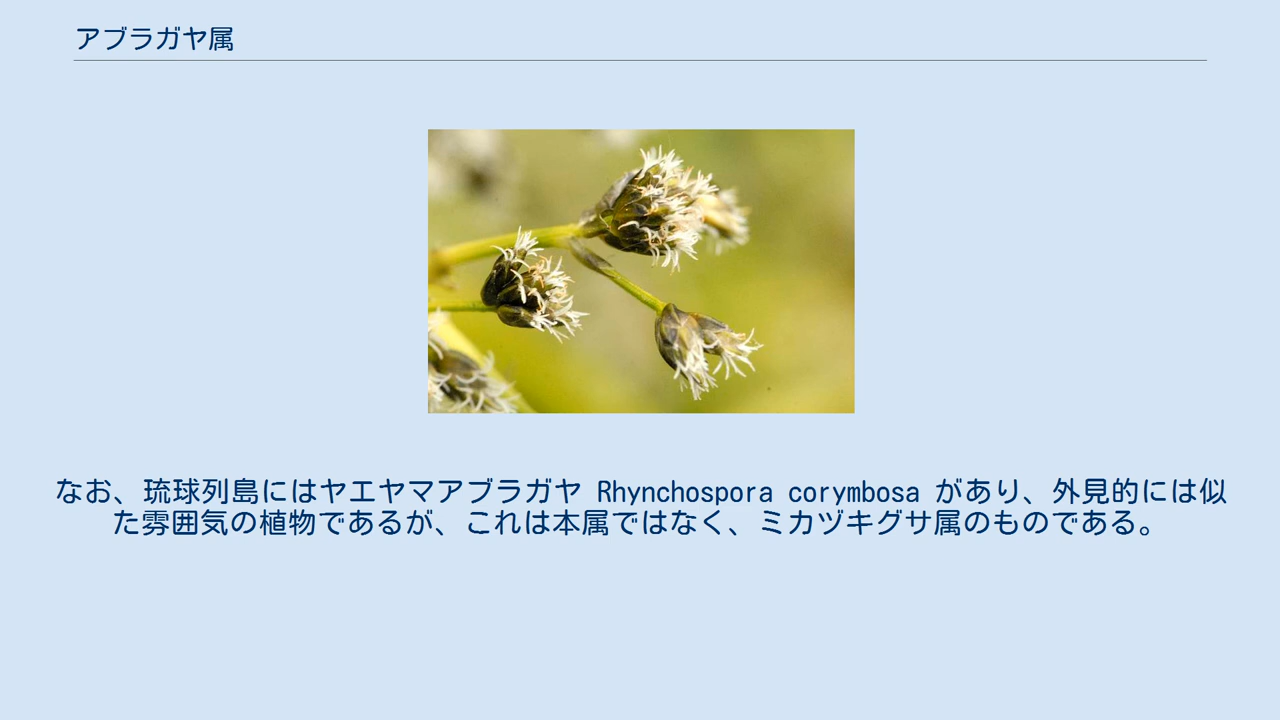 アブラガヤ属
なお、琉球列島にはヤエヤマアブラガヤ Rhynchospora corymbosa があり、外見的には似
た雰囲気の植物であるが、これは本属ではなく、ミカヅキグサ属のものである。